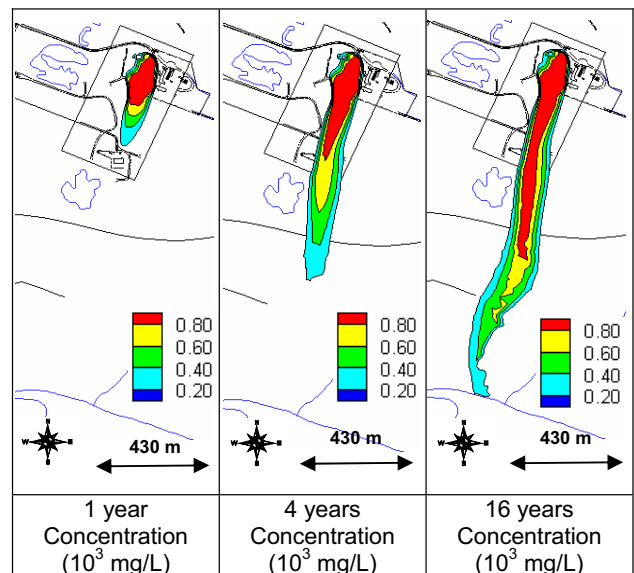 0.80
0.60
0.40
0.20
N
W
430 m
1 year
Concentration
(10³ mg/L)
0.80
0.60
0.40
0.20
N
W
430 m
4 years
Concentration
(10³ mg/L)
0.80
0.60
0.40
0.20
N
W
430 m
16 years
Concentration
(10³ mg/L)